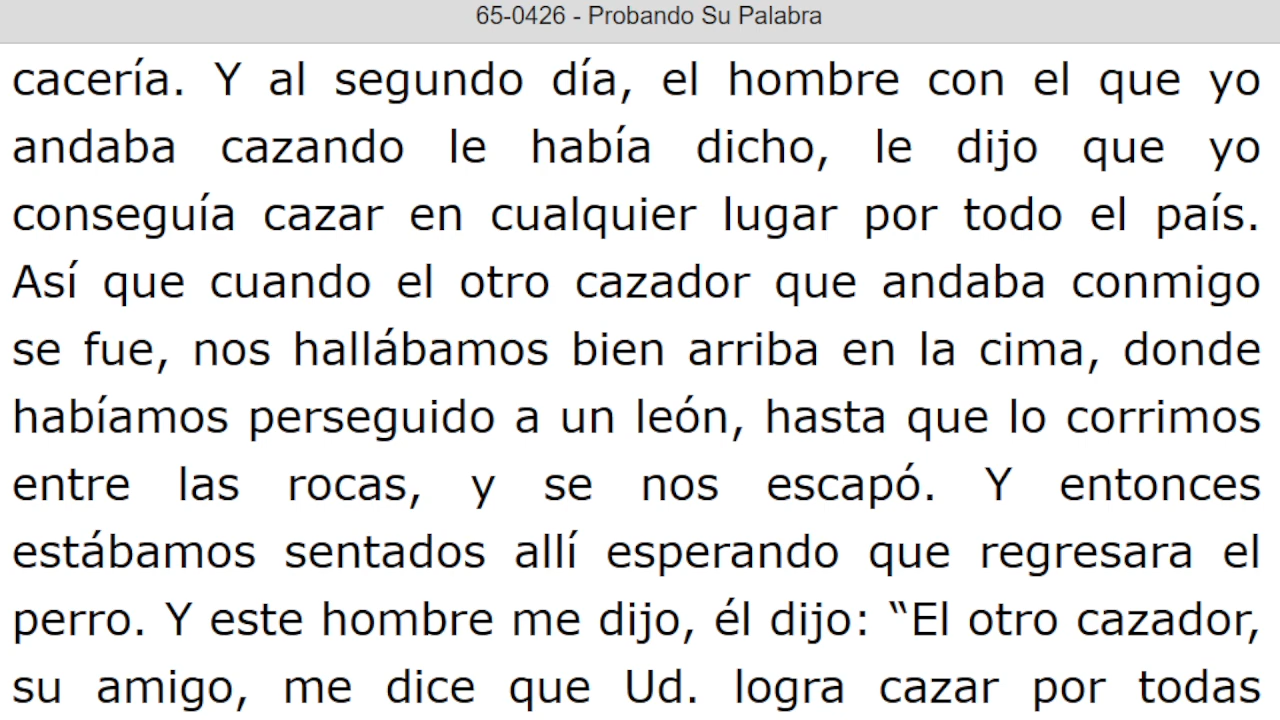 65-0426 - Probando Su Palabra
cacería. Y al segundo día, el hombre con el que yo
andaba cazando le había dicho, le dijo que yo
conseguía cazar en cualquier lugar por todo el país.
Así que cuando el otro cazador que andaba conmigo
se fue, nos hallábamos bien arriba en la cima, donde
habíamos perseguido a un león, hasta que lo corrimos
entre las rocas, y se nos escapó. Y entonces
estábamos sentados allí esperando que regresara el
perro. Y este hombre me dijo, él dijo: “El otro cazador,
su amigo, me dice que Ud. logra cazar por todas